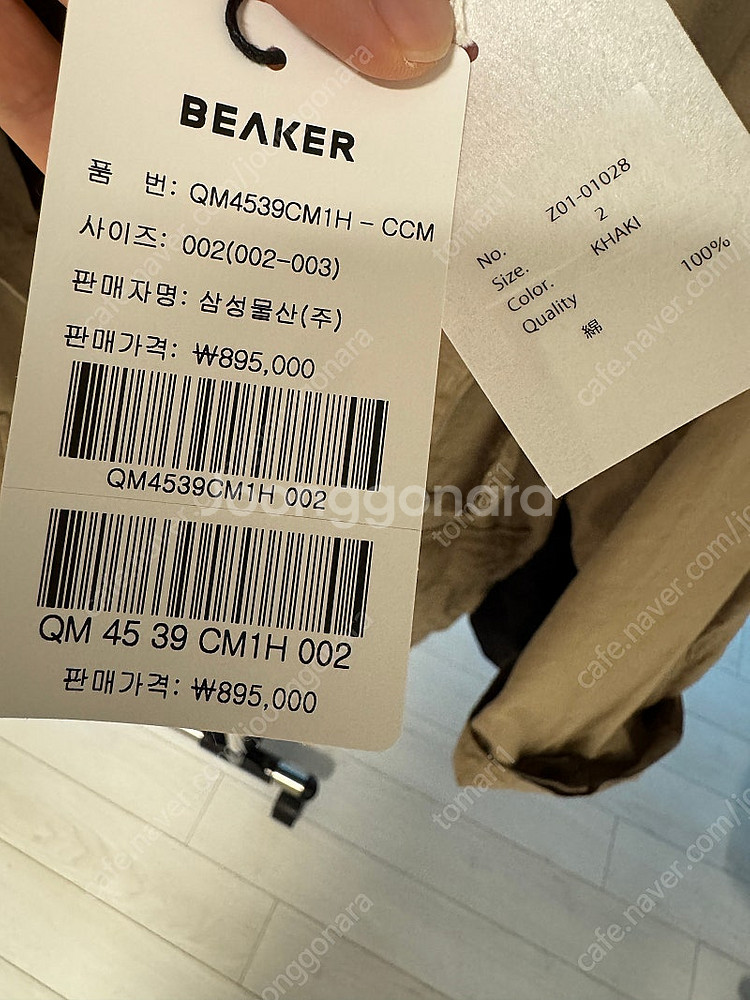 BEAKER
품 번: QM4539CM1H - CCM
사이즈: 002(002-003)
판매자명: 삼성물산(주)
판매가격: ₩895,000
QM4539CM1H 002
QM 45 39 CM1H 002
판매가격: ₩895,000
No. Z01-01028
Size. 2
Color. KHAKI
Quality 100%
綿
joonggonara
tomari1
cafe.naver.com/jo